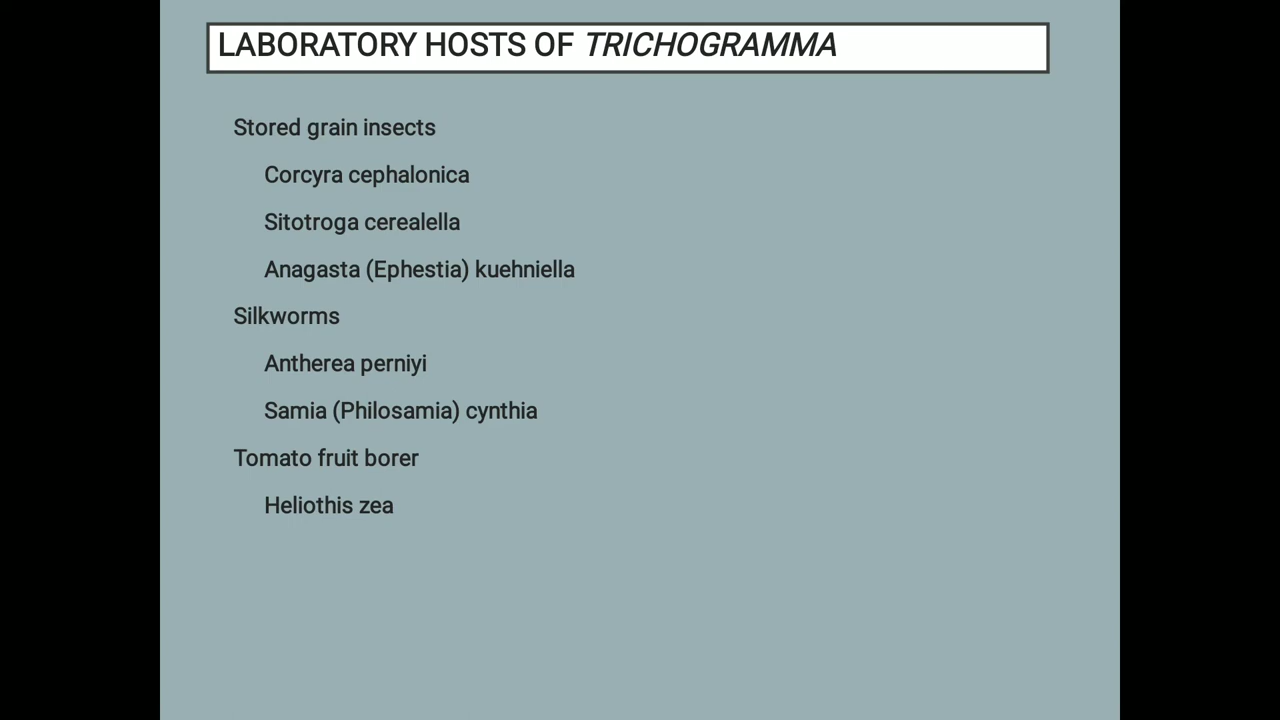 LABORATORY HOSTS OF TRICHOGRAMMA
Stored grain insects
Corcyra cephalonica
Sitotroga cerealella
Anagasta (Ephestia) kuehniella
Silkworms
Antherea perniyi
Samia (Philosamia) cynthia
Tomato fruit borer
Heliothis zea